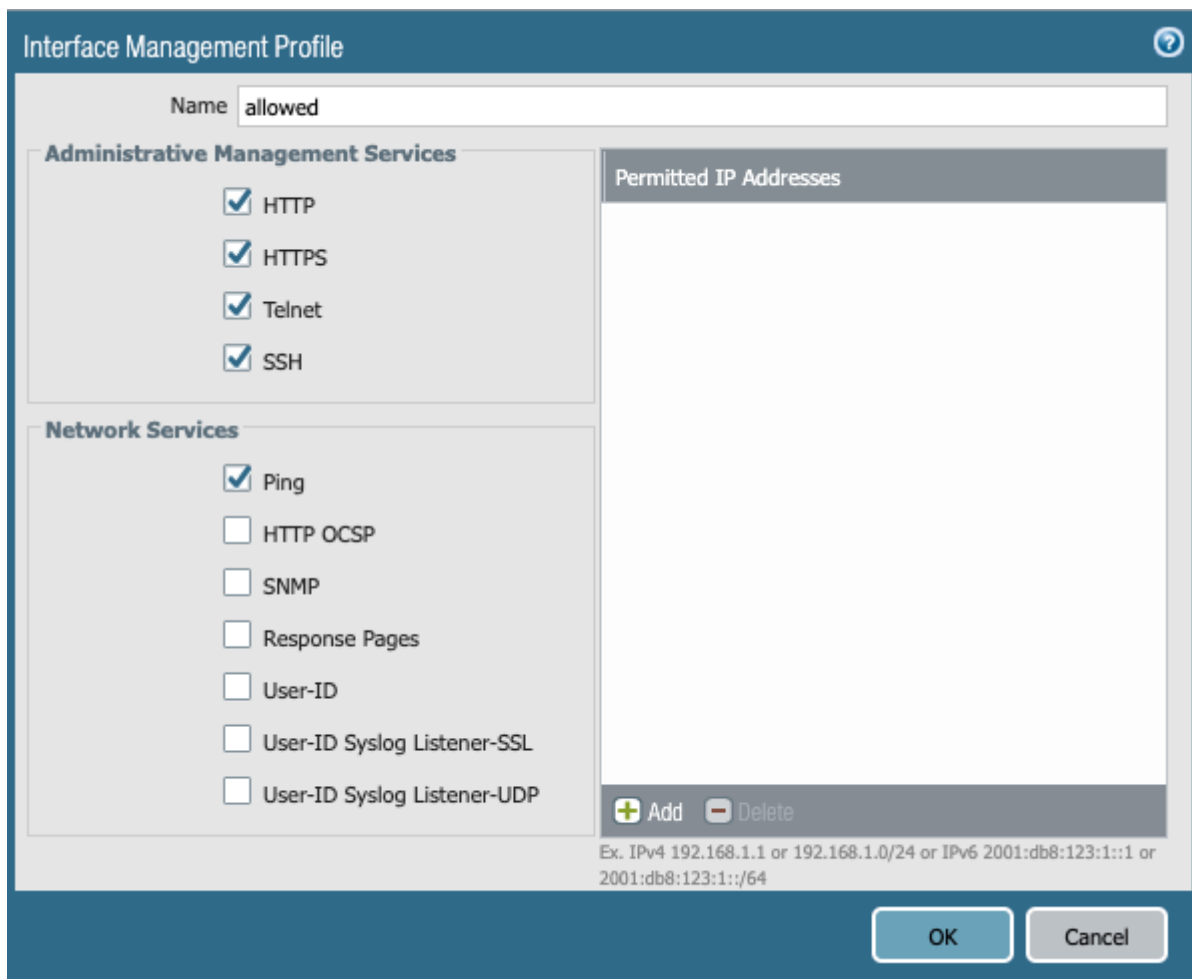 Interface Management Profile
?
Name allowed
Administrative Management Services
HTTP
HTTPS
Telnet
SSH
Network Services
Ping
HTTP OCSP
SNMP
Response Pages
User-ID
User-ID Syslog Listener-SSL
User-ID Syslog Listener-UDP
Permitted IP Addresses
Add Delete
Ex. IPv4 192.168.1.1 or 192.168.1.0/24 or IPv6 2001:db8:123:1::1 or
2001:db8:123:1::/64
OK Cancel